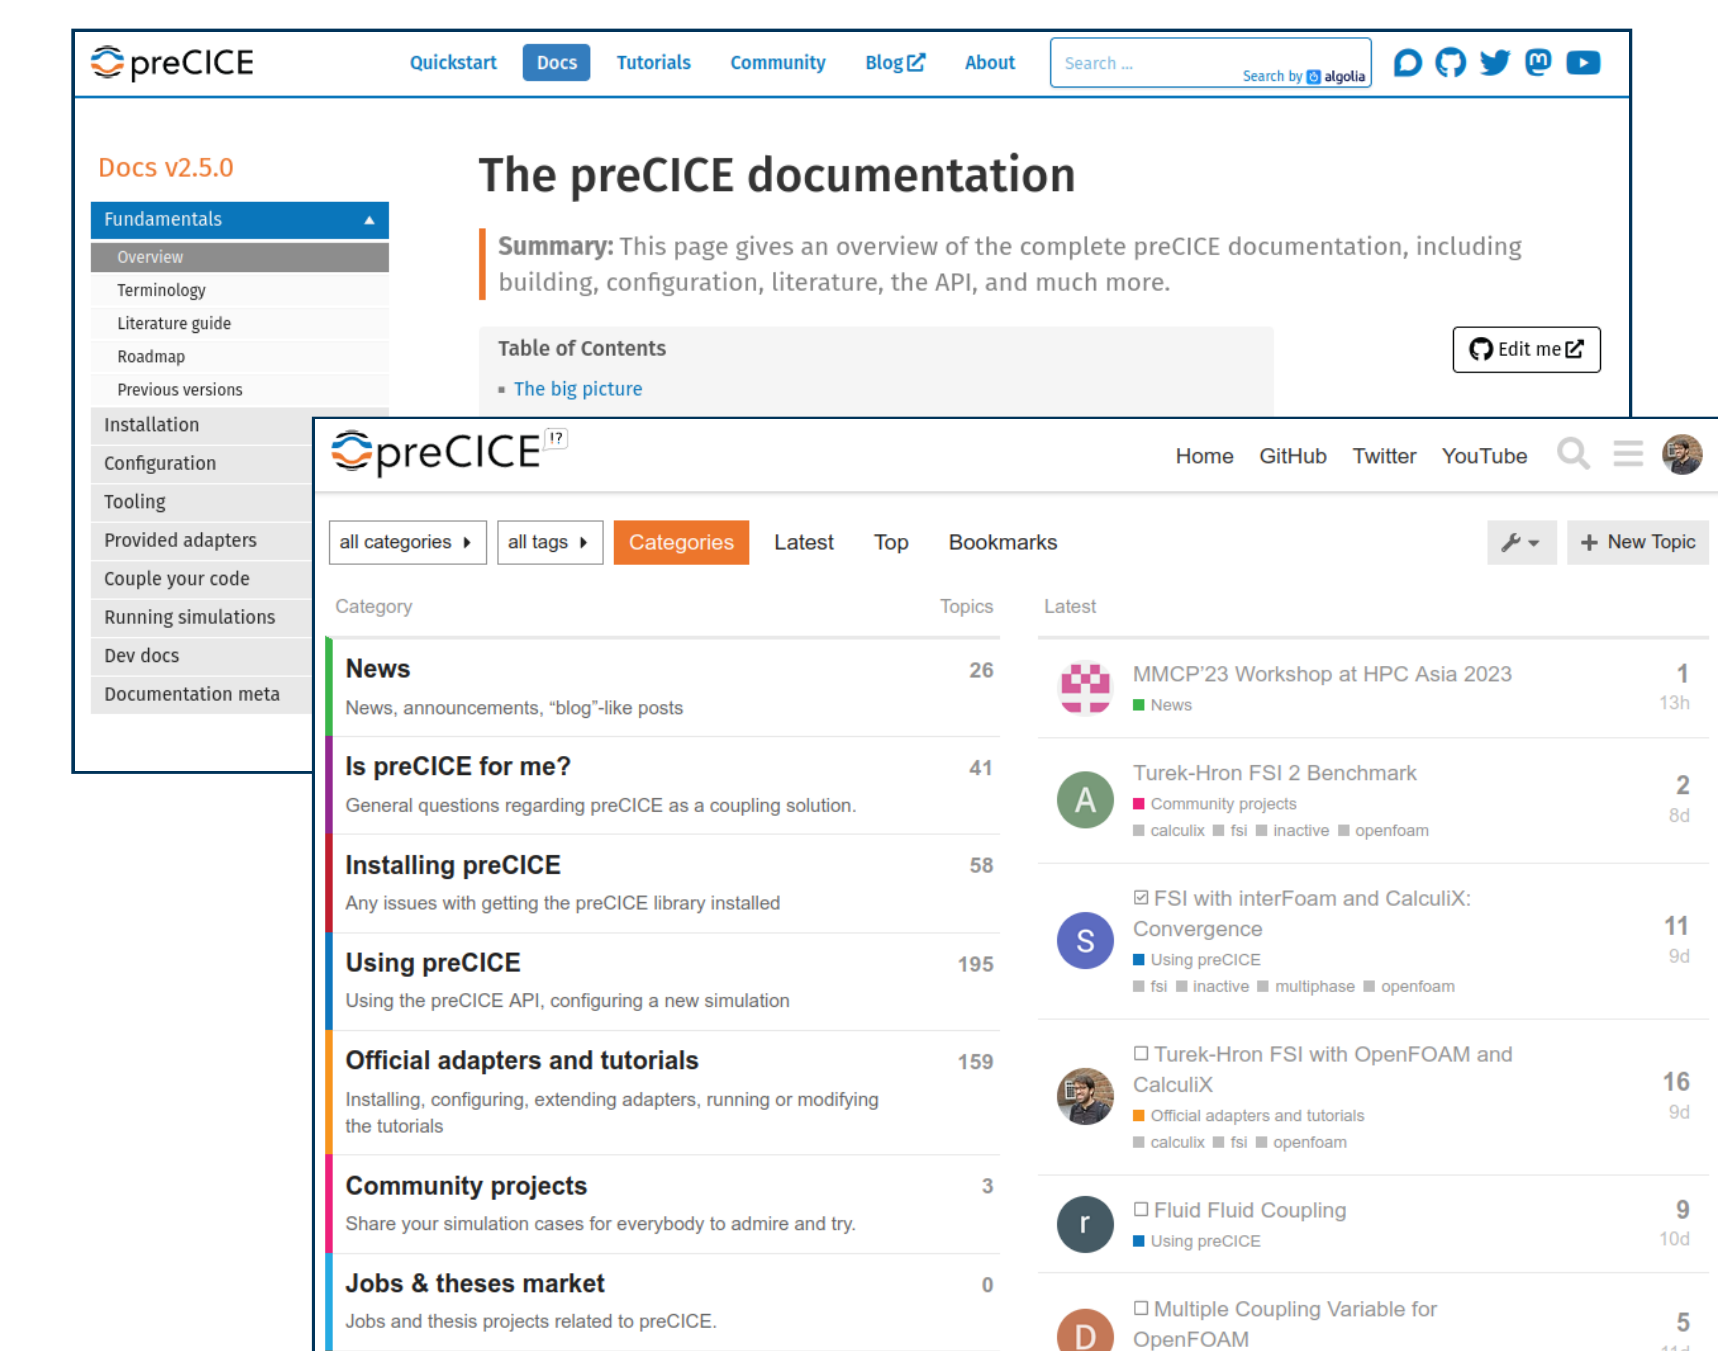 preCICE
Quickstart Docs Tutorials Community Blog About Search ... Search by algolia
Docs v2.5.0
Fundamentals
Overview
Terminology
Literature guide
Roadmap
Previous versions
Installation
Configuration
Tooling
Provided adapters
Couple your code
Running simulations
Dev docs
Documentation meta
The preCICE documentation
Summary: This page gives an overview of the complete preCICE documentation, including
building, configuration, literature, the API, and much more.
Table of Contents
The big picture
Edit me
preCICE !?
Home GitHub Twitter YouTube
all categories all tags Categories Latest Top Bookmarks
+ New Topic
Category Topics
News 26
News, announcements, “blog”-like posts
Is preCICE for me? 41
General questions regarding preCICE as a coupling solution.
Installing preCICE 58
Any issues with getting the preCICE library installed
Using preCICE 195
Using the preCICE API, configuring a new simulation
Official adapters and tutorials 159
Installing, configuring, extending adapters, running or modifying
the tutorials
Community projects 3
Share your simulation cases for everybody to admire and try.
Jobs & theses market 0
Jobs and thesis projects related to preCICE.
Latest
MMCP’23 Workshop at HPC Asia 2023 1
News 13h
A
Turek-Hron FSI 2 Benchmark 2
Community projects 8d
calculix fsi inactive openfoam
S
FSI with interFoam and CalculiX:
Convergence 11
Using preCICE 9d
fsi inactive multiphase openfoam
Turek-Hron FSI with OpenFOAM and
CalculiX 16
Official adapters and tutorials 9d
calculix fsi openfoam
r
Fluid Fluid Coupling 9
Using preCICE 10d
D
Multiple Coupling Variable for
OpenFOAM 5
11d